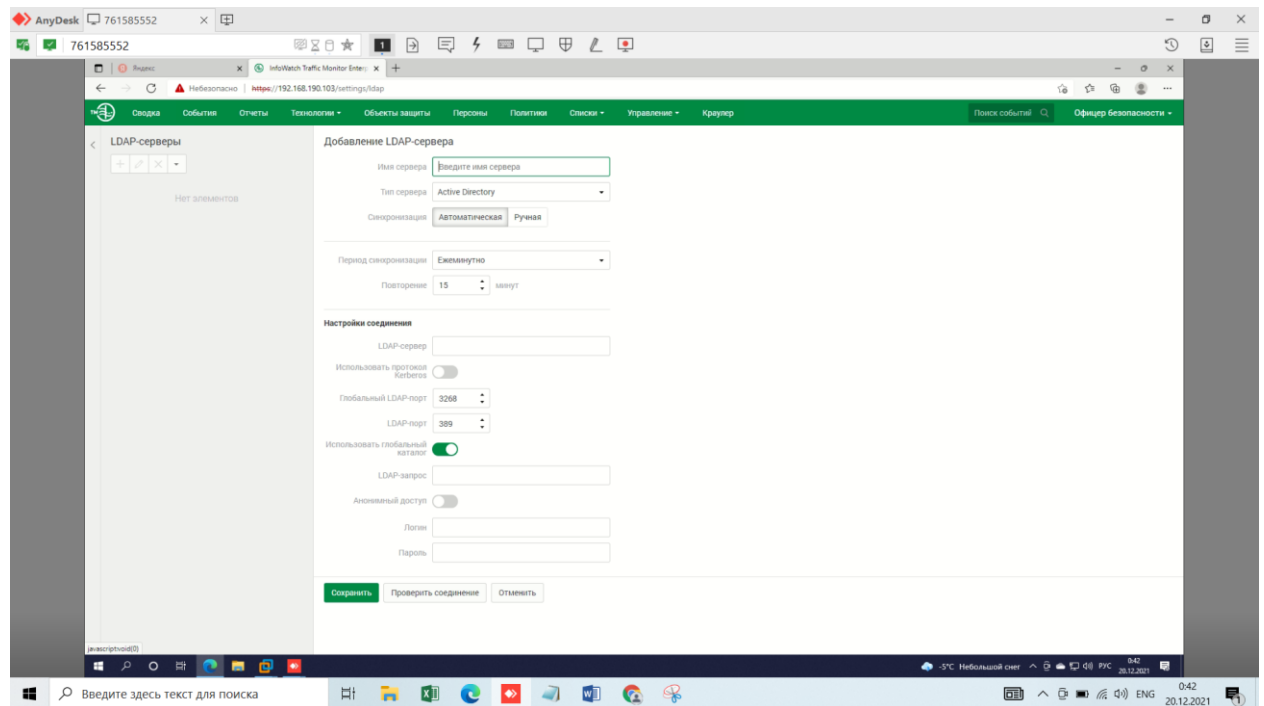 AnyDesk 761585552
761585552
Яндекс InfoWatch Traffic Monitor Enter
Небезопасно https://192.168.190.103/settings/ldap
Сводка События Отчеты Технологии Объекты защиты Персоны Политики Списки Управление Краулер Поиск событий Офицер безопасности
LDAP-серверы
Нет элементов
Добавление LDAP-сервера
Имя сервера Введите имя сервера
Тип сервера Active Directory
Синхронизация Автоматическая Ручная
Период синхронизации Ежеминутно
Повторение 15 минут
Настройки соединения
LDAP-сервер
Использовать протокол
Kerberos
Глобальный LDAP-порт 3268
LDAP-порт 389
Использовать глобальный
каталог
LDAP-запрос
Анонимный доступ
Логин
Пароль
Сохранить Проверить соединение Отменить
javascript:void(0)
-5°C Небольшой снег РУС 0:42
20.12.2021
Введите здесь текст для поиска ENG 0:42
20.12.2021